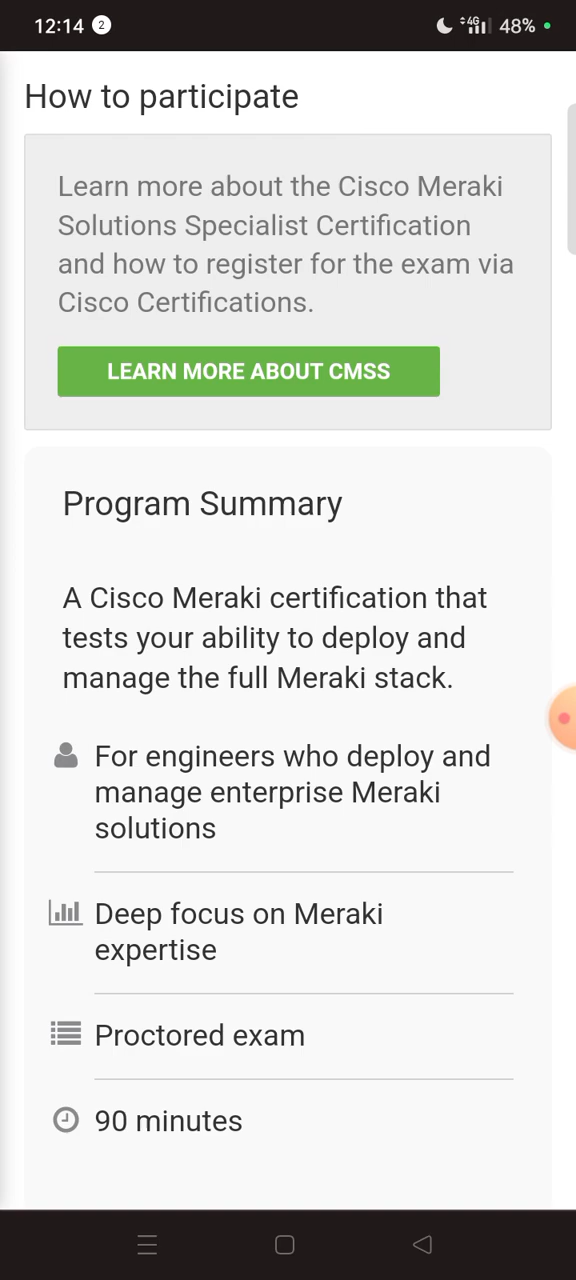 12:14 2 4G 48%
How to participate
Learn more about the Cisco Meraki
Solutions Specialist Certification
and how to register for the exam via
Cisco Certifications.
LEARN MORE ABOUT CMSS
Program Summary
A Cisco Meraki certification that
tests your ability to deploy and
manage the full Meraki stack.
For engineers who deploy and
manage enterprise Meraki
solutions
Deep focus on Meraki
expertise
Proctored exam
90 minutes